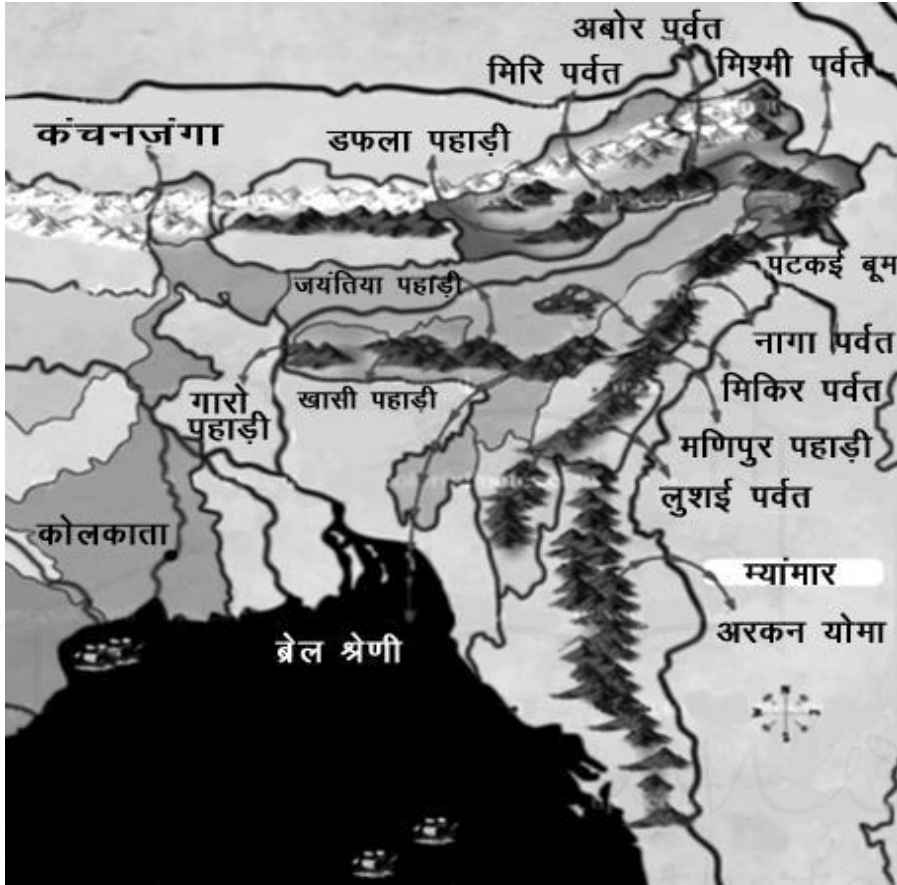 अबोर पर्वत
मिरि पर्वत
मिश्मी पर्वत
कंचनजंगा
डफला पहाड़ी
पटकई बूम
जयंतिया पहाड़ी
नागा पर्वत
गारो
पहाड़ी
खासी पहाड़ी
मिकिर पर्वत
मणिपुर पहाड़ी
लुशई पर्वत
कोलकाता
म्यांमार
अरकन योमा
ब्रेल श्रेणी
N
S